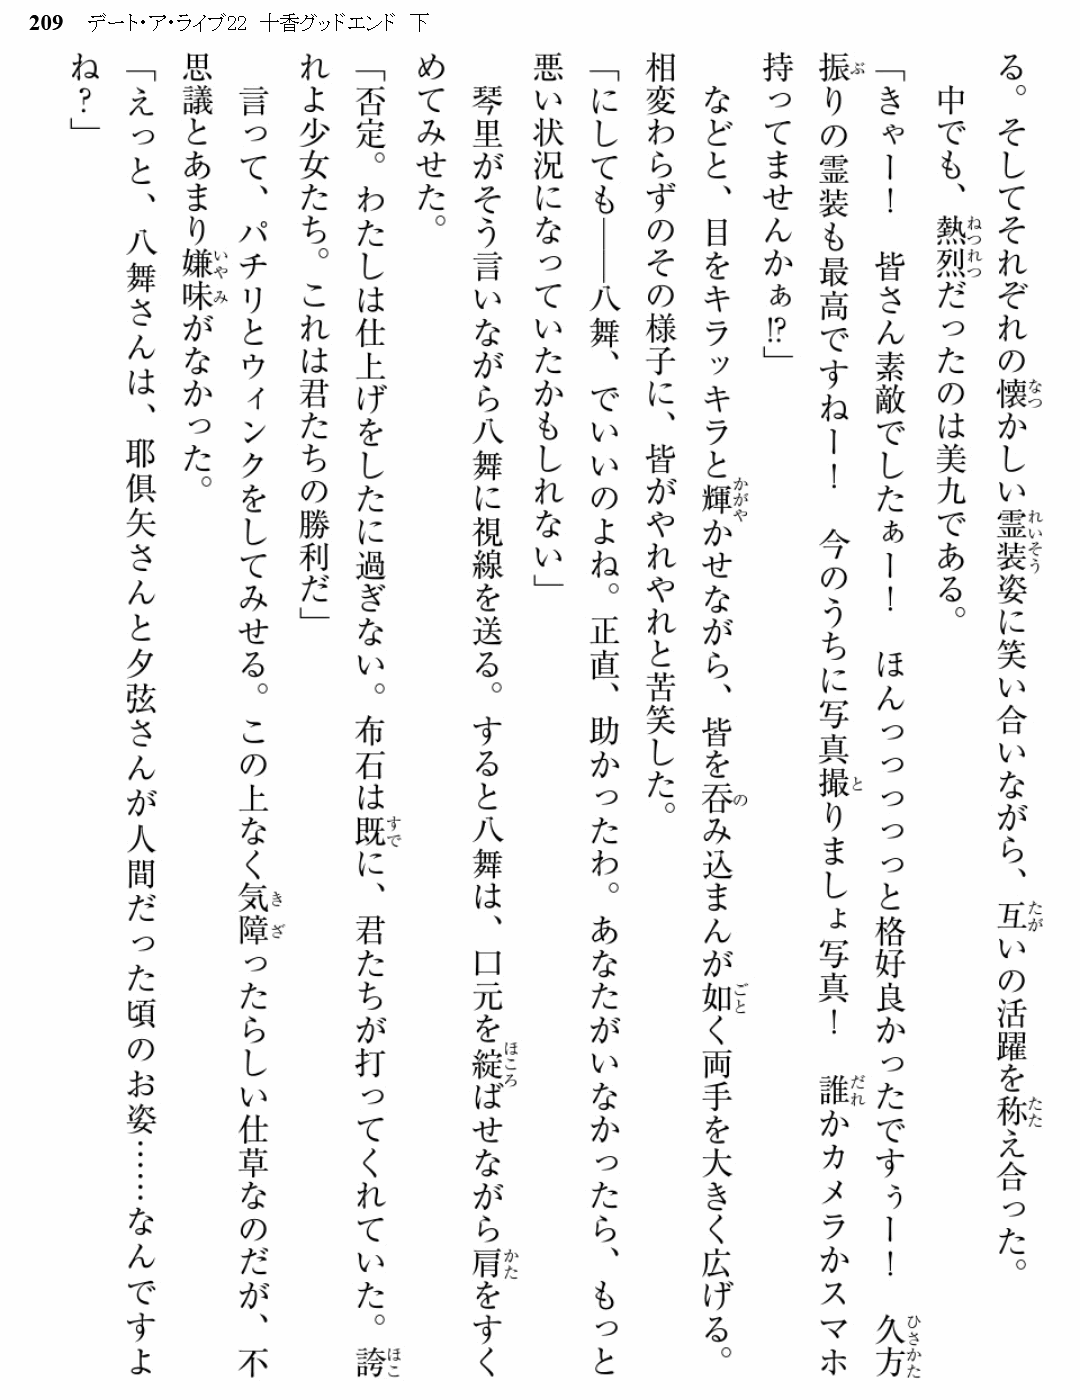 209 デート・ア・ライブ22 十香グッドエンド 下
る。そしてそれぞれの懐かしい霊装姿に笑い合いながら、互いの活躍を称え合った。
中でも、熱烈だったのは美九である。
「きゃー! 皆さん素敵でしたぁー! ほんっっっっっと格好良かったですぅー! 久方
振りの霊装も最高ですねー! 今のうちに写真撮りましょ写真! 誰かカメラかスマホ
持ってませんかぁ!?」
などと、目をキラッキラと輝かせながら、皆を呑み込まんが如く両手を大きく広げる。
相変わらずのその様子に、皆がやれやれと苦笑した。
「にしても――八舞、でいいのよね。正直、助かったわ。あなたがいなかったら、もっと
悪い状況になっていたかもしれない」
琴里がそう言いながら八舞に視線を送る。すると八舞は、口元を綻ばせながら肩をすく
めてみせた。
「否定。わたしは仕上げをしたに過ぎない。布石は既に、君たちが打ってくれていた。誇
れよ少女たち。これは君たちの勝利だ」
言って、パチリとウィンクをしてみせる。この上なく気障ったらしい仕草なのだが、不
思議とあまり嫌味がなかった。
「えっと、八舞さんは、耶倶矢さんと夕弦さんが人間だった頃のお姿……なんですよ
ね?」